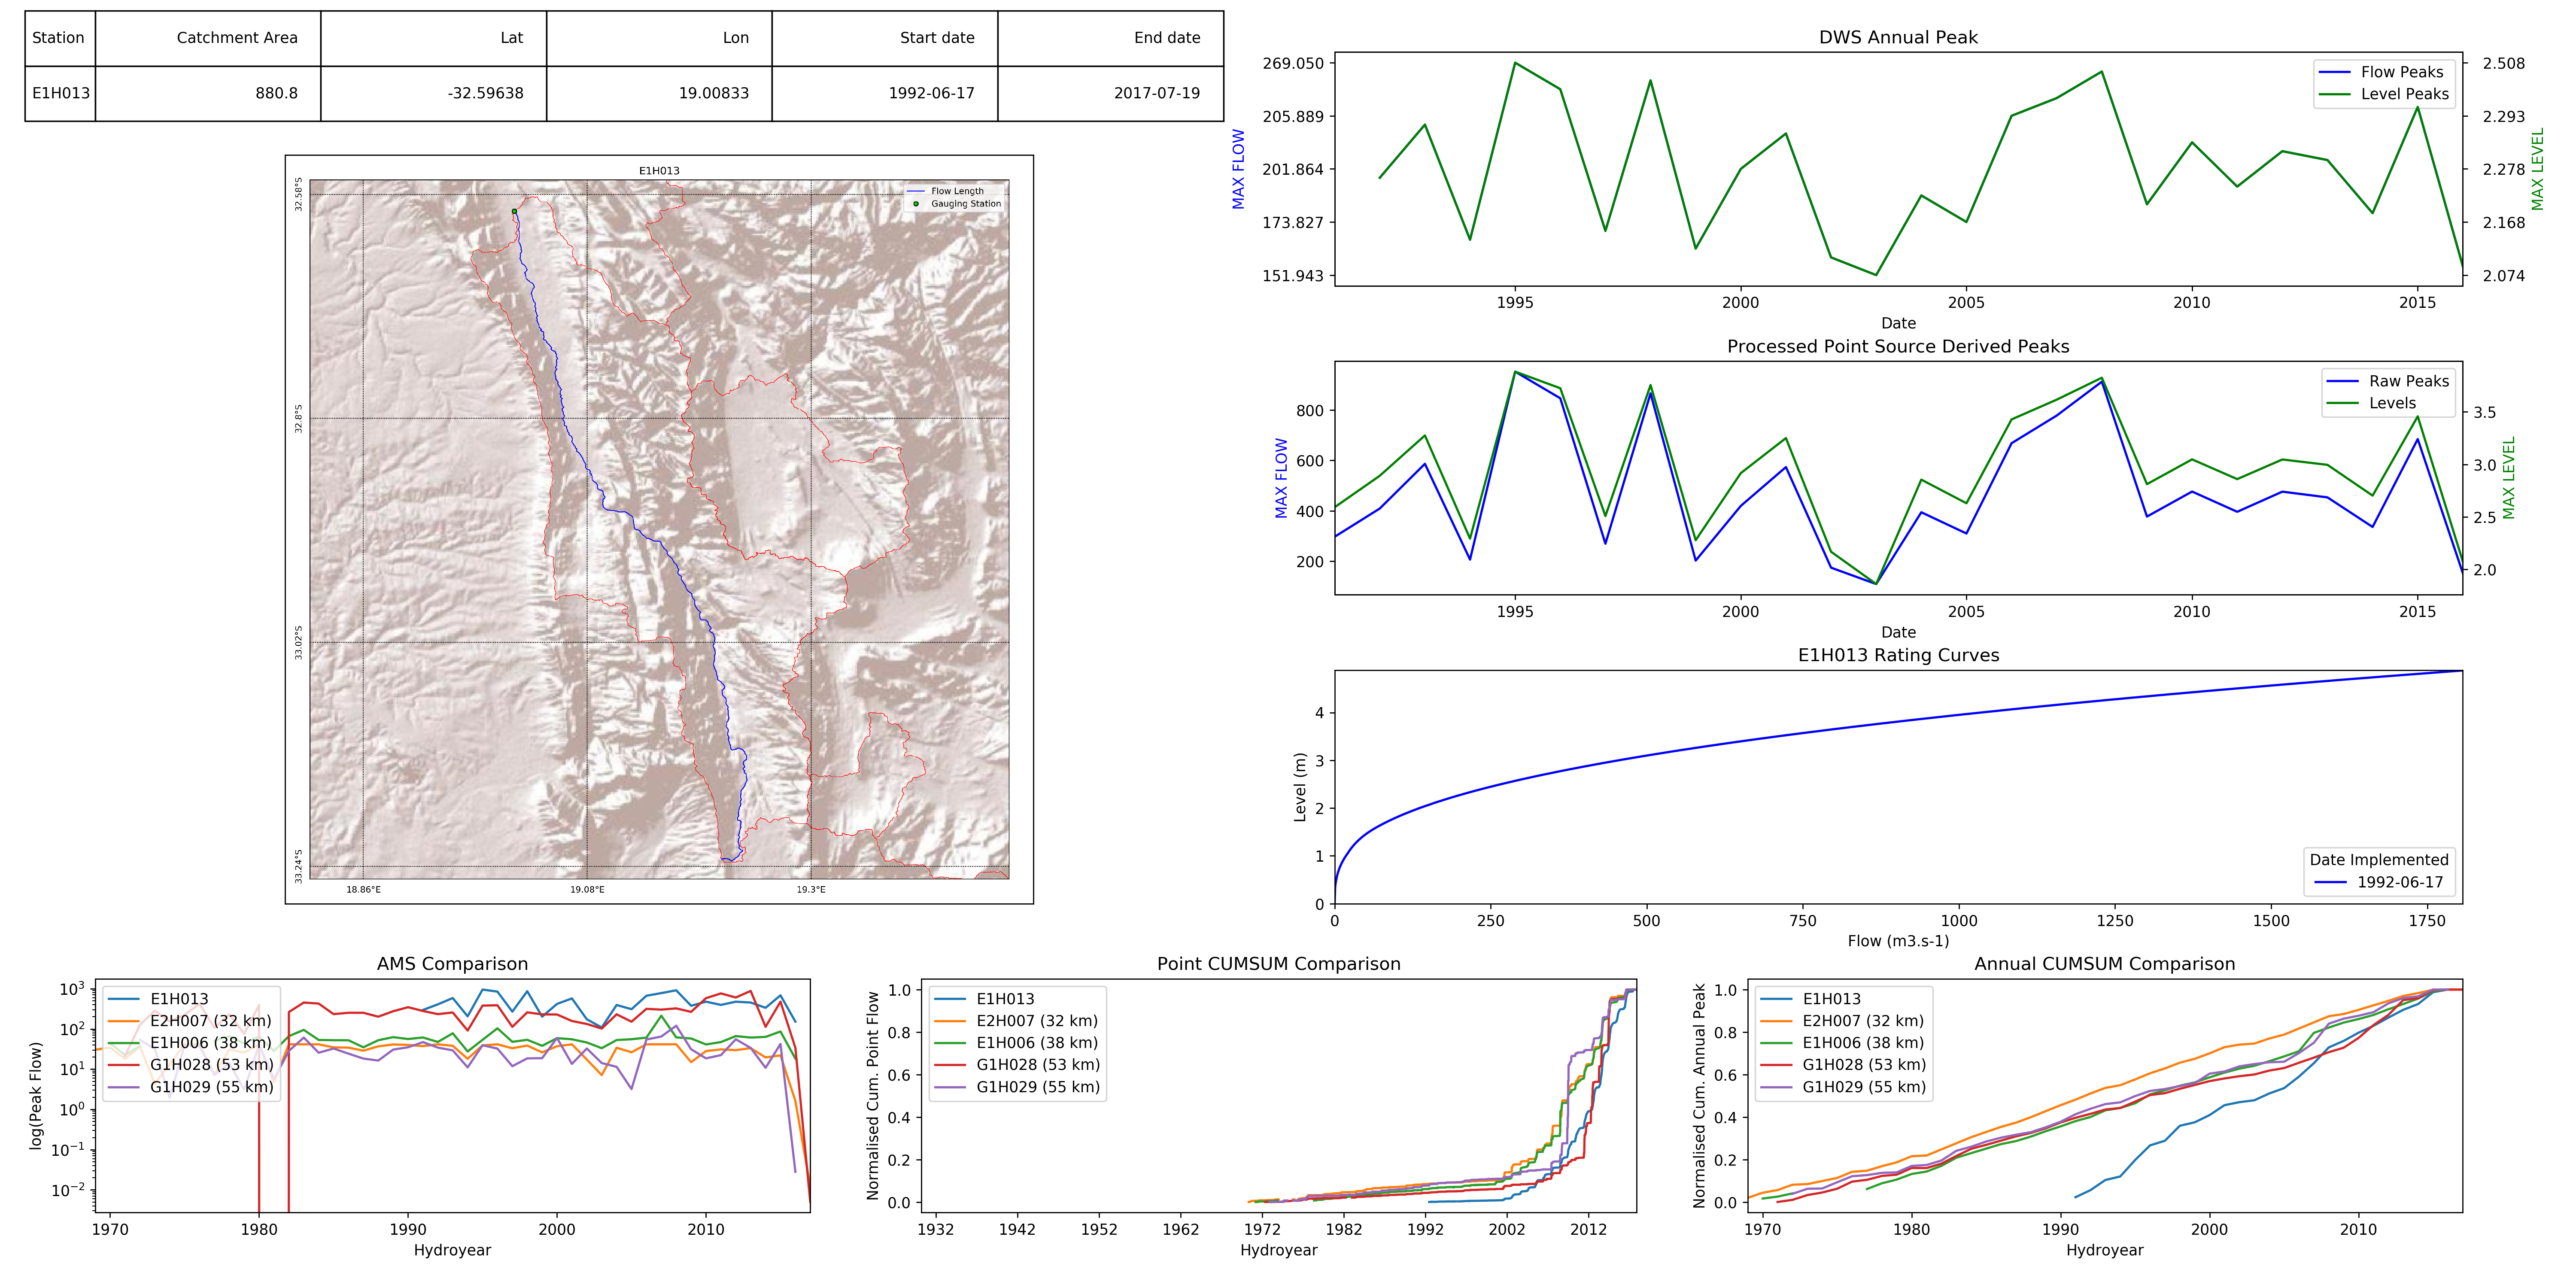 Station Catchment Area Lat Lon Start date End date
E1H013 880.8 -32.59638 19.00833 1992-06-17 2017-07-19
E1H013
Flow Length
Gauging Station
32.58°S
32.8°S
33.02°S
33.24°S
18.86°E 19.08°E 19.3°E
DWS Annual Peak
MAX FLOW
269.050
205.889
201.864
173.827
151.943
Flow Peaks
Level Peaks
2.508
2.293
2.278
2.168
2.074
MAX LEVEL
1995 2000 2005 2010 2015
Date
Processed Point Source Derived Peaks
MAX FLOW
800
600
400
200
Raw Peaks
Levels
3.5
3.0
2.5
2.0
MAX LEVEL
1995 2000 2005 2010 2015
Date
E1H013 Rating Curves
Level (m)
4
3
2
1
0
Date Implemented
1992-06-17
0 250 500 750 1000 1250 1500 1750
Flow (m3.s-1)
AMS Comparison
log(Peak Flow)
10³
10²
10¹
10⁰
10⁻¹
10⁻²
E1H013
E2H007 (32 km)
E1H006 (38 km)
G1H028 (53 km)
G1H029 (55 km)
1970 1980 1990 2000 2010
Hydroyear
Point CUMSUM Comparison
Normalised Cum. Point Flow
1.0
0.8
0.6
0.4
0.2
0.0
E1H013
E2H007 (32 km)
E1H006 (38 km)
G1H028 (53 km)
G1H029 (55 km)
1932 1942 1952 1962 1972 1982 1992 2002 2012
Hydroyear
Annual CUMSUM Comparison
Normalised Cum. Annual Peak
1.0
0.8
0.6
0.4
0.2
0.0
E1H013
E2H007 (32 km)
E1H006 (38 km)
G1H028 (53 km)
G1H029 (55 km)
1970 1980 1990 2000 2010
Hydroyear